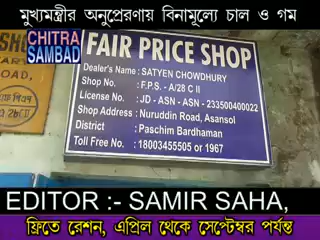 মুখ্যমন্ত্রীর অনুপ্রেরণায় বিনামূল্যে চাল ও গম
CHITRA
SAMBAD
FAIR PRICE SHOP
Dealer's Name : SATYEN CHOWDHURY
Shop No. : F.P.S. - A/28 C II
License No. : JD - ASN - ASN - 233500400022
Shop Address : Nuruddin Road, Asansol
District : Paschim Bardhaman
Toll Free No. : 18003455505 or 1967
ROAD,
EDITOR :- SAMIR SAHA,
ফ্রিতে রেশন, এপ্রিল থেকে সেপ্টেম্বর পর্যন্ত